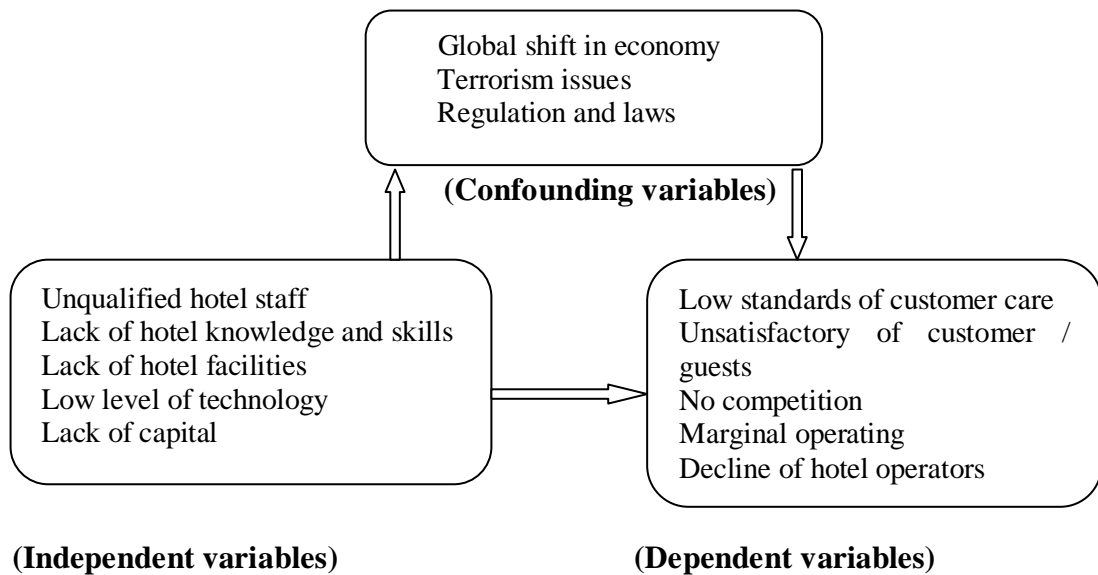 Global shift in economy
Terrorism issues
Regulation and laws
(Confounding variables)
Unqualified hotel staff
Lack of hotel knowledge and skills
Lack of hotel facilities
Low level of technology
Lack of capital
Low standards of customer care
Unsatisfactory of customer /
guests
No competition
Marginal operating
Decline of hotel operators
(Independent variables)
(Dependent variables)